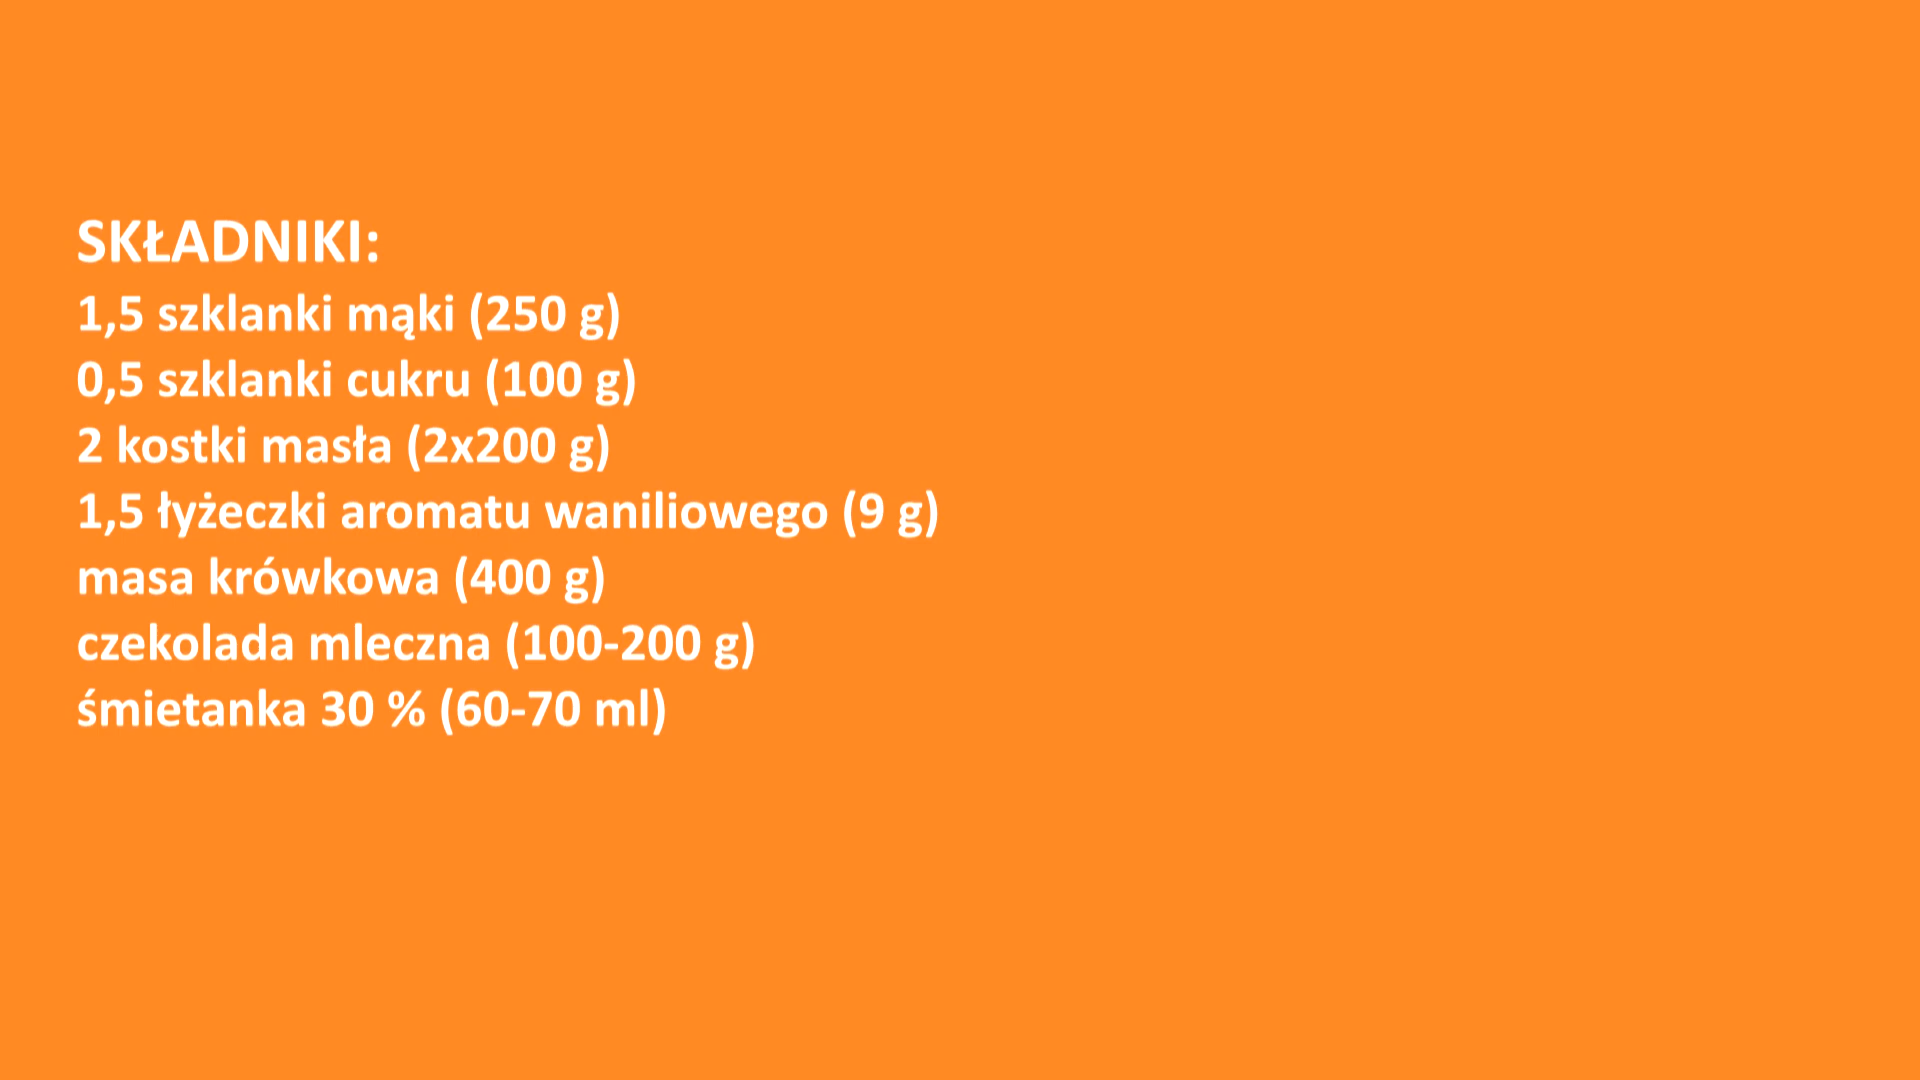 SKŁADNIKI:
1,5 szklanki mąki (250 g)
0,5 szklanki cukru (100 g)
2 kostki masła (2x200 g)
1,5 łyżeczki aromatu waniliowego (9 g)
masa krówkowa (400 g)
czekolada mleczna (100-200 g)
śmietanka 30 % (60-70 ml)